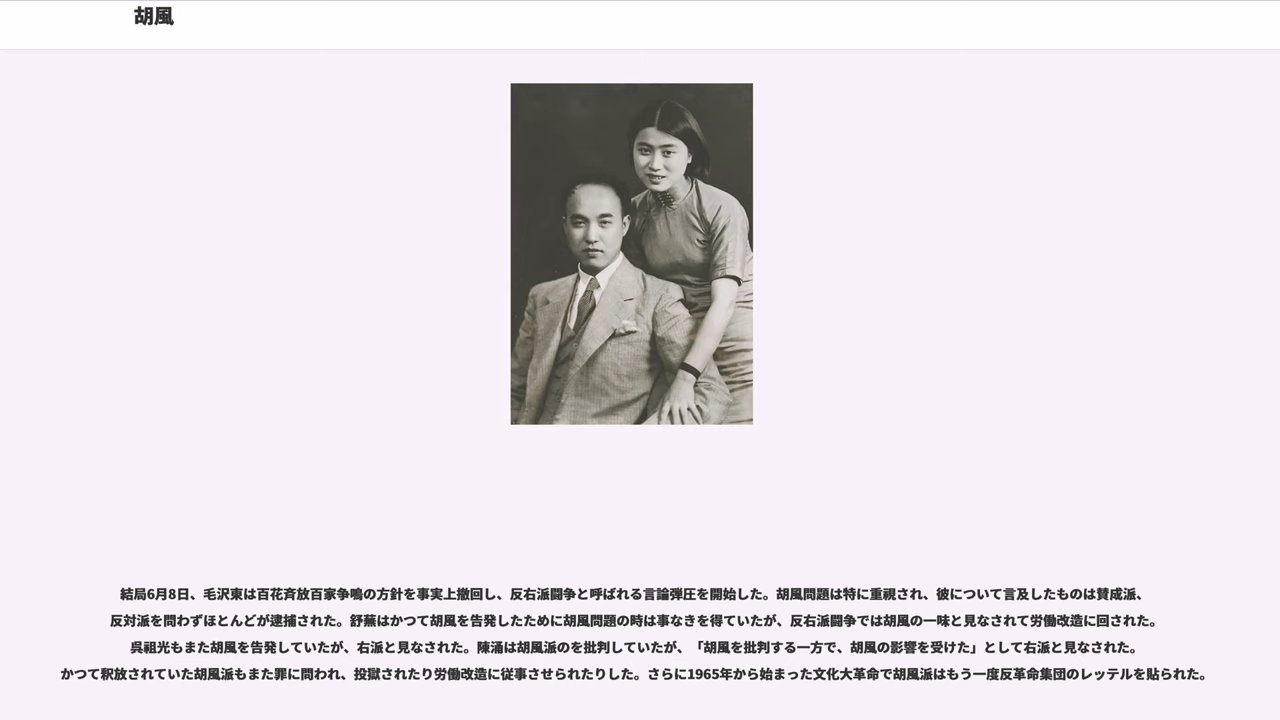 胡風
結局6月8日、毛沢東は百花斉放百家争鳴の方針を事実上撤回し、反右派闘争と呼ばれる言論弾圧を開始した。胡風問題は特に重視され、彼について言及したものは賛成派、
反対派を問わずほとんどが逮捕された。舒蕪はかつて胡風を告発したために胡風問題の時は事なきを得ていたが、反右派闘争では胡風の一味と見なされて労働改造に回された。
呉祖光もまた胡風を告発していたが、右派と見なされた。陳涌は胡風派のを批判していたが、「胡風を批判する一方で、胡風の影響を受けた」として右派と見なされた。
かつて釈放されていた胡風派もまた罪に問われ、投獄されたり労働改造に従事させられたりした。さらに1965年から始まった文化大革命で胡風派はもう一度反革命集団のレッテルを貼られた。